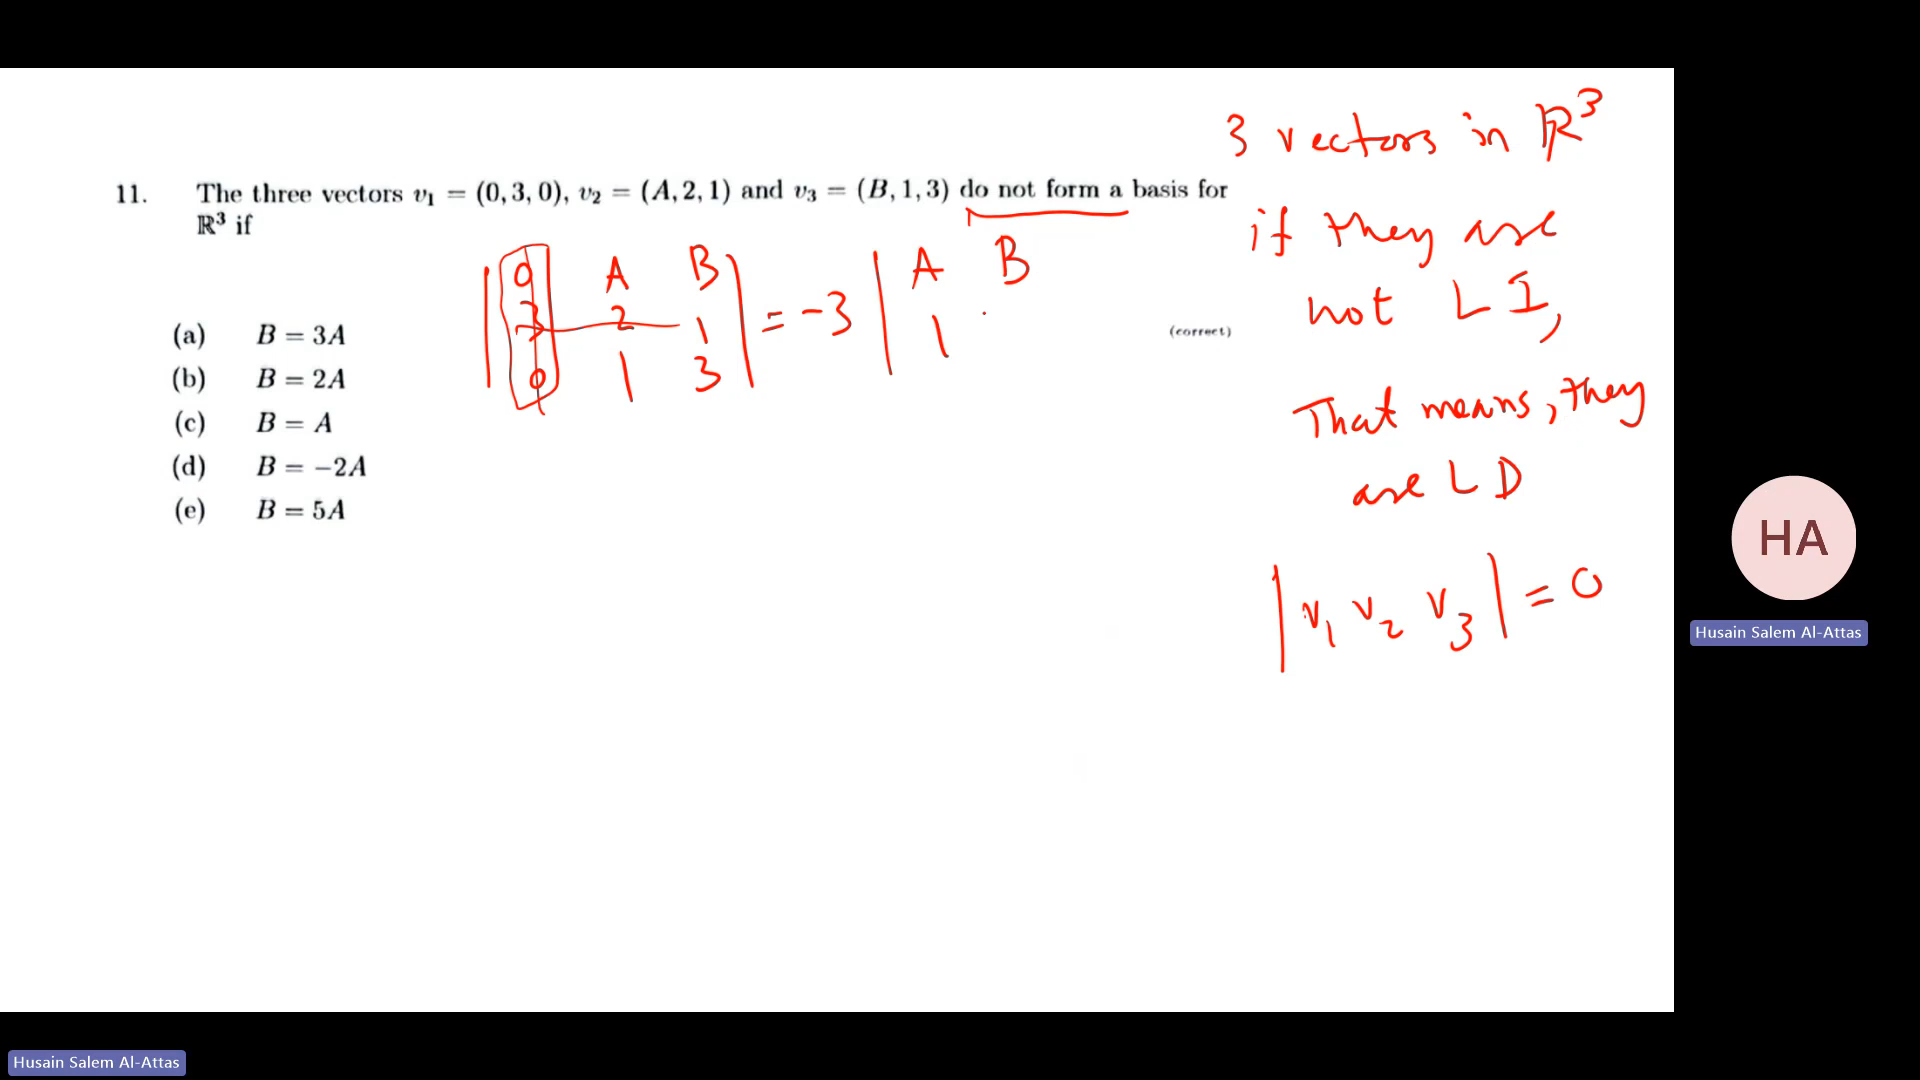 11. The three vectors v₁ = (0, 3, 0), v₂ = (A, 2, 1) and v₃ = (B, 1, 3) do not form a basis for
ℝ³ if
(a) B = 3A (correct)
(b) B = 2A
(c) B = A
(d) B = −2A
(e) B = 5A
| 0 A B |
| 3 2 1 | = -3 | A B |
| 0 1 3 | | 1
3 vectors in ℝ³
if they are
not LI,
That means, they
are LD
| v₁ v₂ v₃ | = 0
HA
Husain Salem Al-Attas
Husain Salem Al-Attas